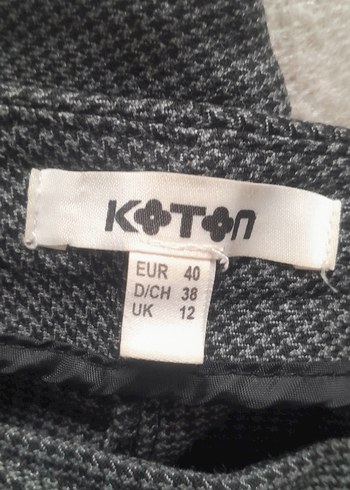 KOTON
EUR 40
D/CH 38
UK 12